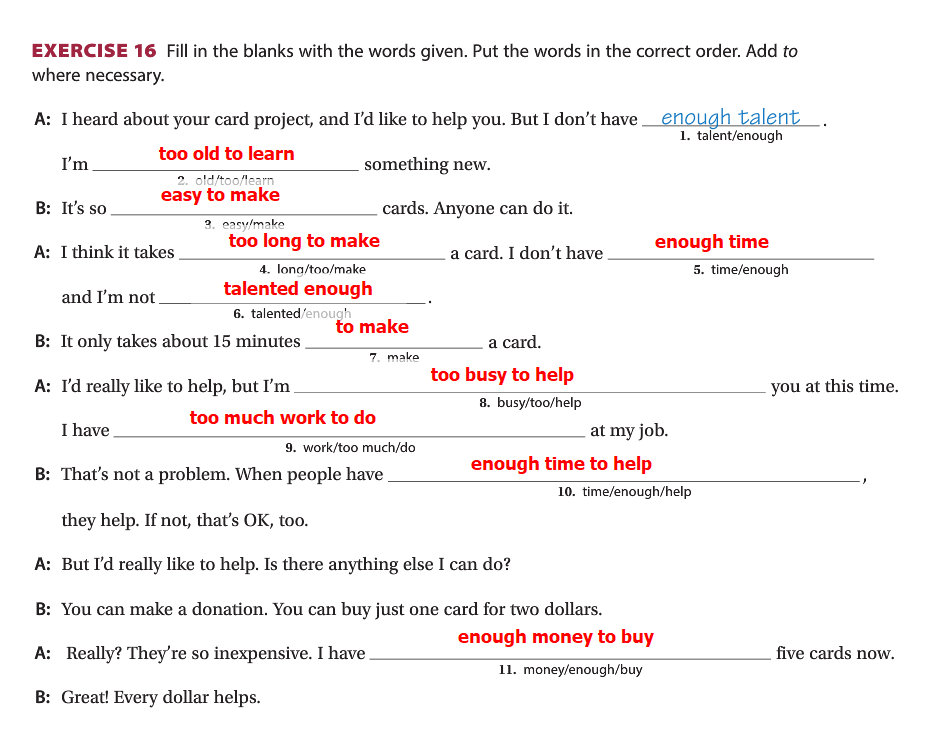 EXERCISE 16 Fill in the blanks with the words given. Put the words in the correct order. Add to
where necessary.
A: I heard about your card project, and I'd like to help you. But I don't have enough talent .
1. talent/enough
I'm too old to learn something new.
2. old/too/learn
B: It's so easy to make cards. Anyone can do it.
3. easy/make
A: I think it takes too long to make a card. I don't have enough time
4. long/too/make 5. time/enough
and I'm not talented enough .
6. talented/enough
B: It only takes about 15 minutes to make a card.
7. make
A: I'd really like to help, but I'm too busy to help you at this time.
8. busy/too/help
I have too much work to do at my job.
9. work/too much/do
B: That's not a problem. When people have enough time to help ,
10. time/enough/help
they help. If not, that's OK, too.
A: But I'd really like to help. Is there anything else I can do?
B: You can make a donation. You can buy just one card for two dollars.
A: Really? They're so inexpensive. I have enough money to buy five cards now.
11. money/enough/buy
B: Great! Every dollar helps.